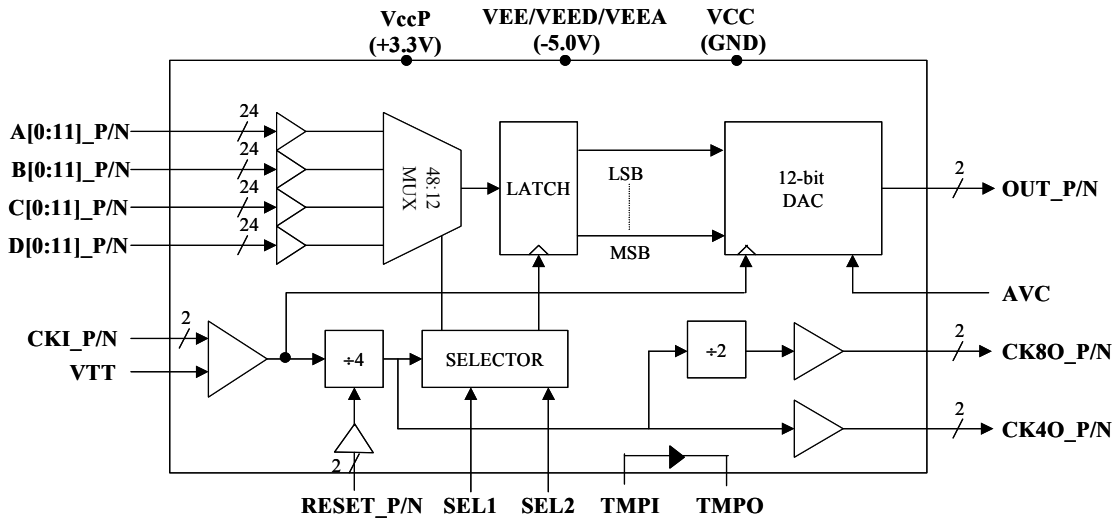 VccP
(+3.3V)
VEE/VEED/VEEA
(-5.0V)
VCC
(GND)
A[0:11]_P/N
24
B[0:11]_P/N
24
C[0:11]_P/N
24
D[0:11]_P/N
24
48:12
MUX
LATCH
LSB
MSB
12-bit
DAC
2
OUT_P/N
AVC
CKI_P/N
2
VTT
÷4
SELECTOR
÷2
2
CK8O_P/N
2
CK4O_P/N
2
RESET_P/N
SEL1
SEL2
TMPI
TMPO